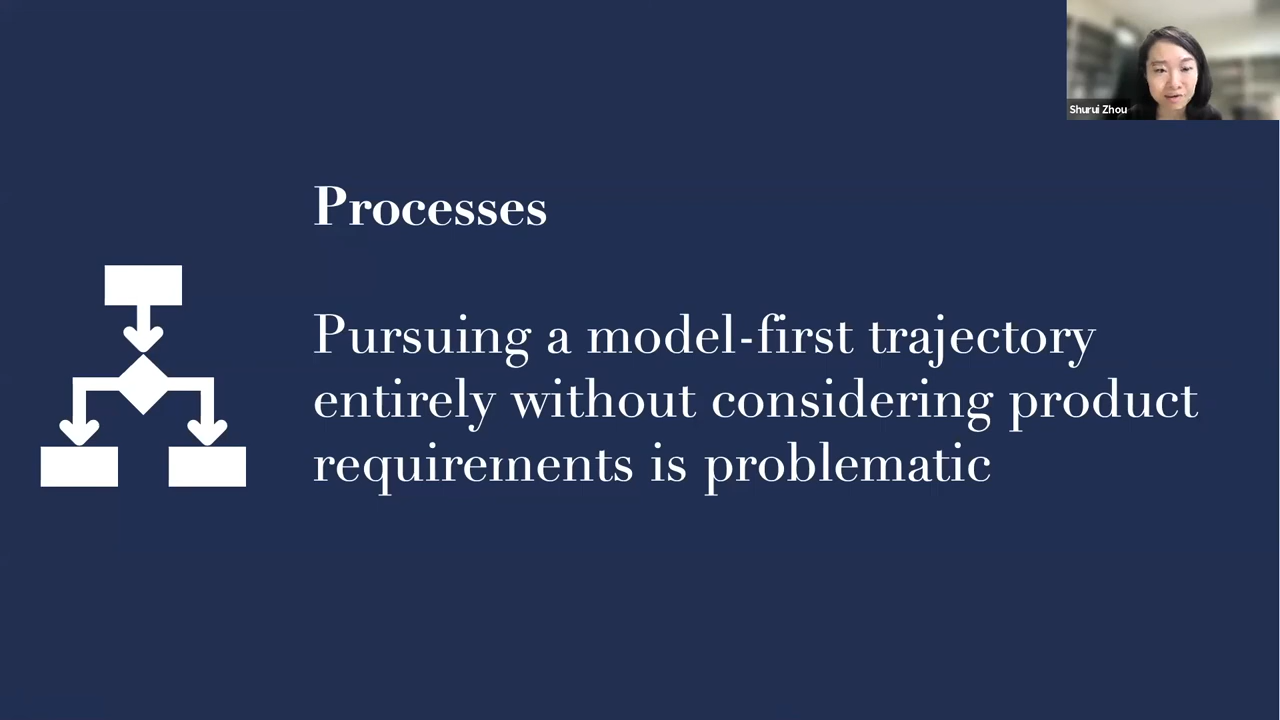 Shurui Zhou
Processes
Pursuing a model-first trajectory
entirely without considering product
requirements is problematic